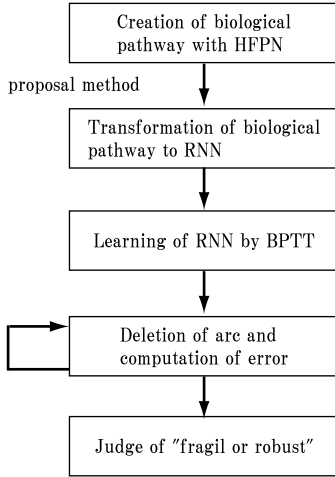 Creation of biological
pathway with HFPN
proposal method
Transformation of biological
pathway to RNN
Learning of RNN by BPTT
Deletion of arc and
computation of error
Judge of "fragil or robust"